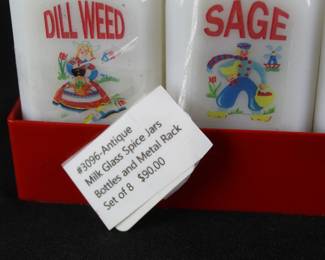 DILL WEED
SAGE
#3096-Antique
Milk Glass Spice Jars
Bottles and Metal Rack
Set of 8 $90.00